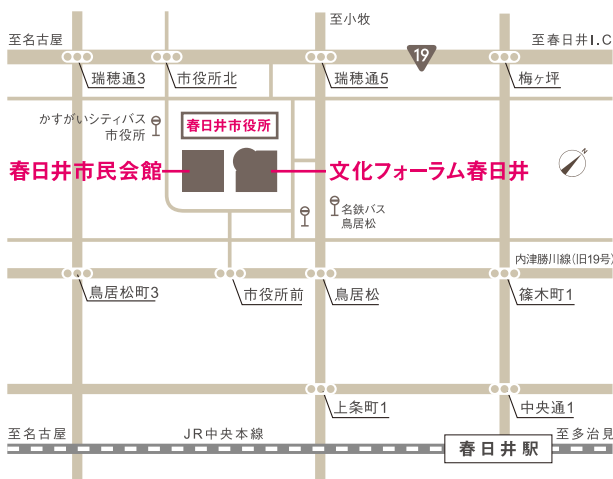 至小牧
至名古屋
19
至春日井I.C
瑞穂通3
市役所北
瑞穂通5
梅ヶ坪
かすがいシティバス
市役所
春日井市役所
春日井市民会館
文化フォーラム春日井
N
名鉄バス
鳥居松
内津勝川線(旧19号)
鳥居松町3
市役所前
鳥居松
篠木町1
上条町1
中央通1
至名古屋
JR中央本線
春日井駅
至多治見